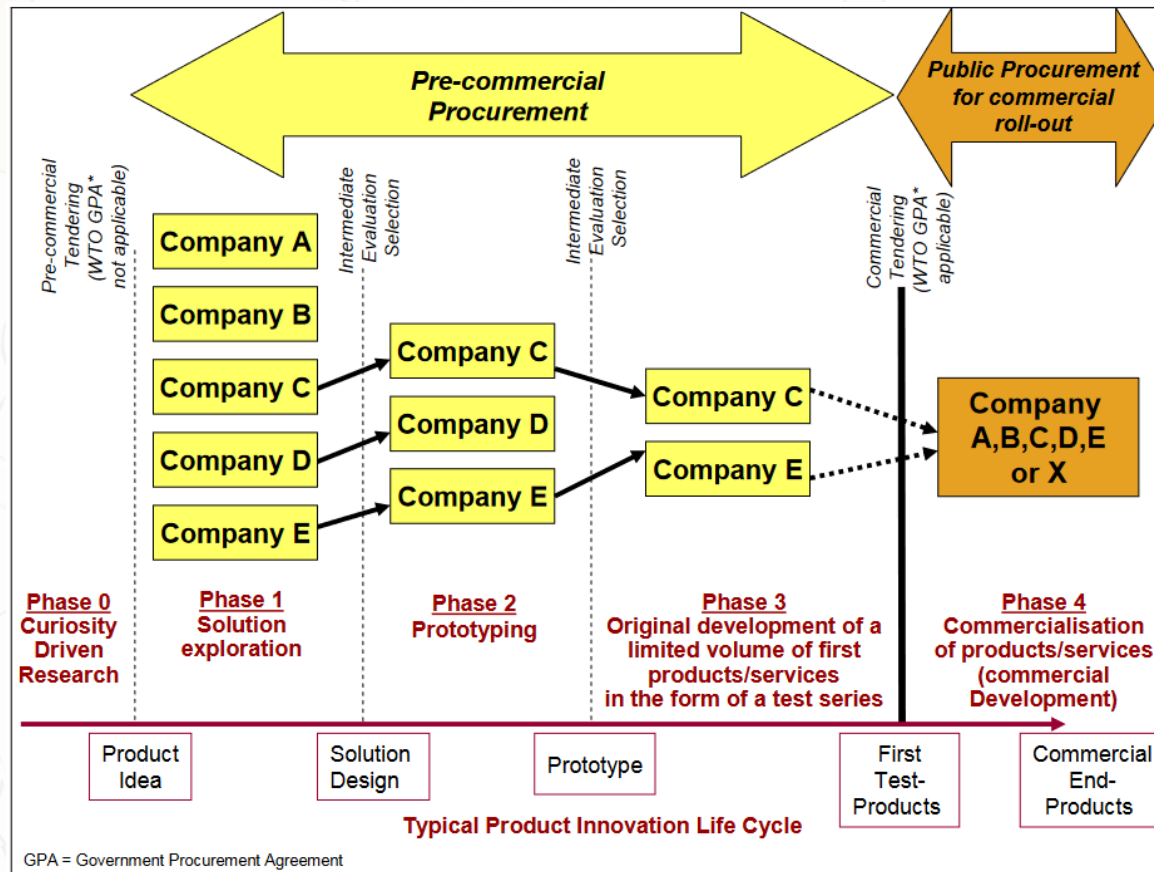 Pre-commercial
Procurement
Public Procurement
for commercial
roll-out
Pre-commercial
Tendering
(WTO GPA*
not applicable)
Intermediate
Evaluation
Selection
Intermediate
Evaluation
Selection
Commercial
Tendering
(WTO GPA*
applicable)
Company A
Company B
Company C
Company D
Company E
Company C
Company D
Company E
Company C
Company E
Company
A,B,C,D,E
or X
Phase 0
Curiosity
Driven
Research
Phase 1
Solution
exploration
Phase 2
Prototyping
Phase 3
Original development of a
limited volume of first
products/services
in the form of a test series
Phase 4
Commercialisation
of products/services
(commercial
Development)
Product
Idea
Solution
Design
Prototype
First
Test-
Products
Commercial
End-
Products
Typical Product Innovation Life Cycle
GPA = Government Procurement Agreement